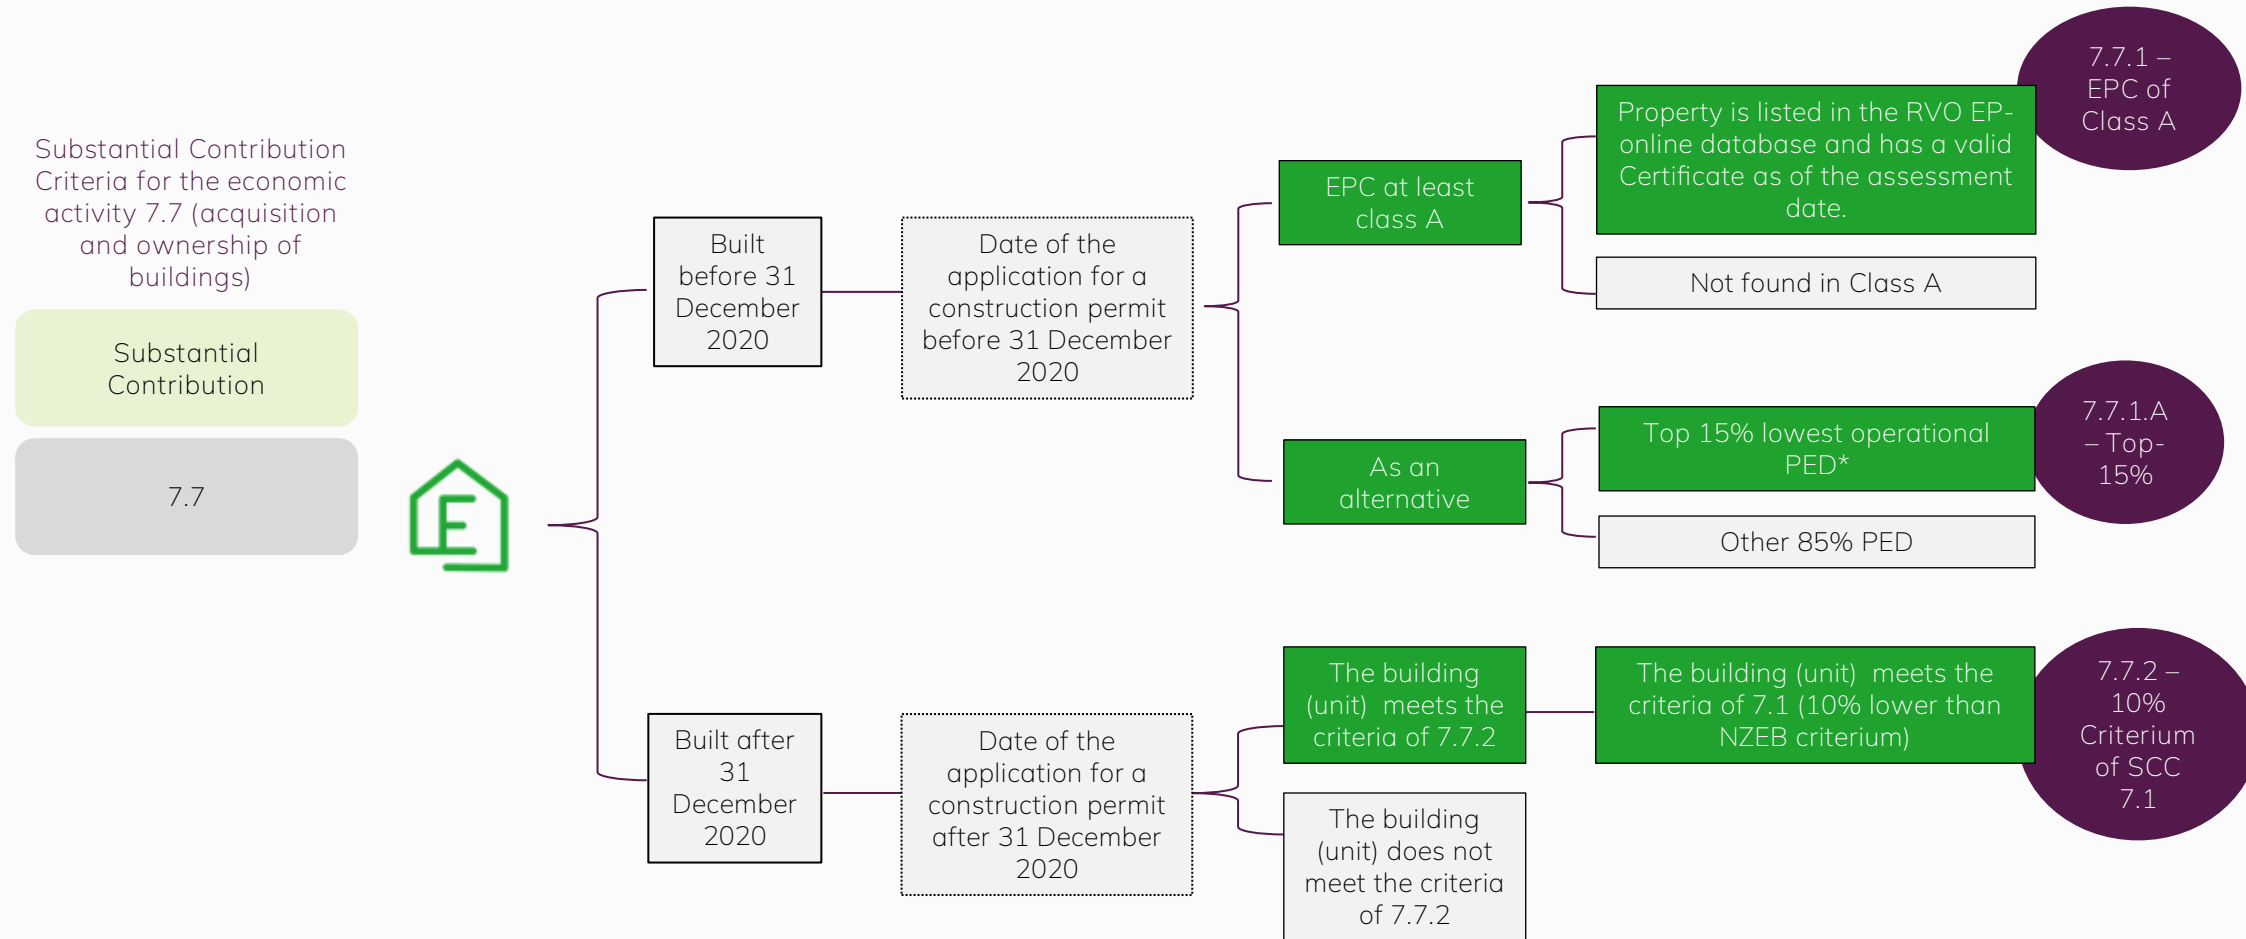 Substantial Contribution
Criteria for the economic
activity 7.7 (acquisition
and ownership of
buildings)
Substantial
Contribution
7.7
Built
before 31
December
2020
Date of the
application for a
construction permit
before 31 December
2020
EPC at least
class A
Property is listed in the RVO EP-
online database and has a valid
Certificate as of the assessment
date.
7.7.1 –
EPC of
Class A
Not found in Class A
As an
alternative
Top 15% lowest operational
PED*
7.7.1.A
– Top-
15%
Other 85% PED
Built after
31
December
2020
Date of the
application for a
construction permit
after 31 December
2020
The building
(unit)  meets the
criteria of 7.7.2
The building (unit)  meets the
criteria of 7.1 (10% lower than
NZEB criterium)
7.7.2 –
10%
Criterium
of SCC
7.1
The building
(unit) does not
meet the criteria
of 7.7.2